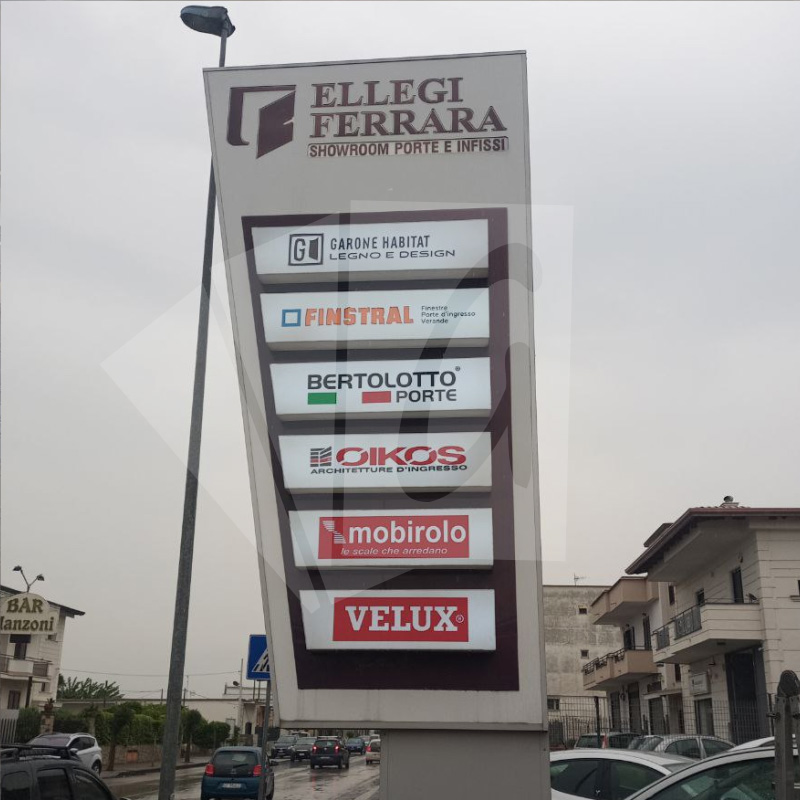 ELLEGI
FERRARA
SHOWROOM PORTE E INFISSI
GARONE HABITAT
LEGNO E DESIGN
FINSTRAL
Finestre
Porte d'ingresso
Verande
BERTOLOTTO
PORTE
OIKOS
ARCHITETTURE D'INGRESSO
mobirolo
le scale che arredano
VELUX®
BAR
Manzoni